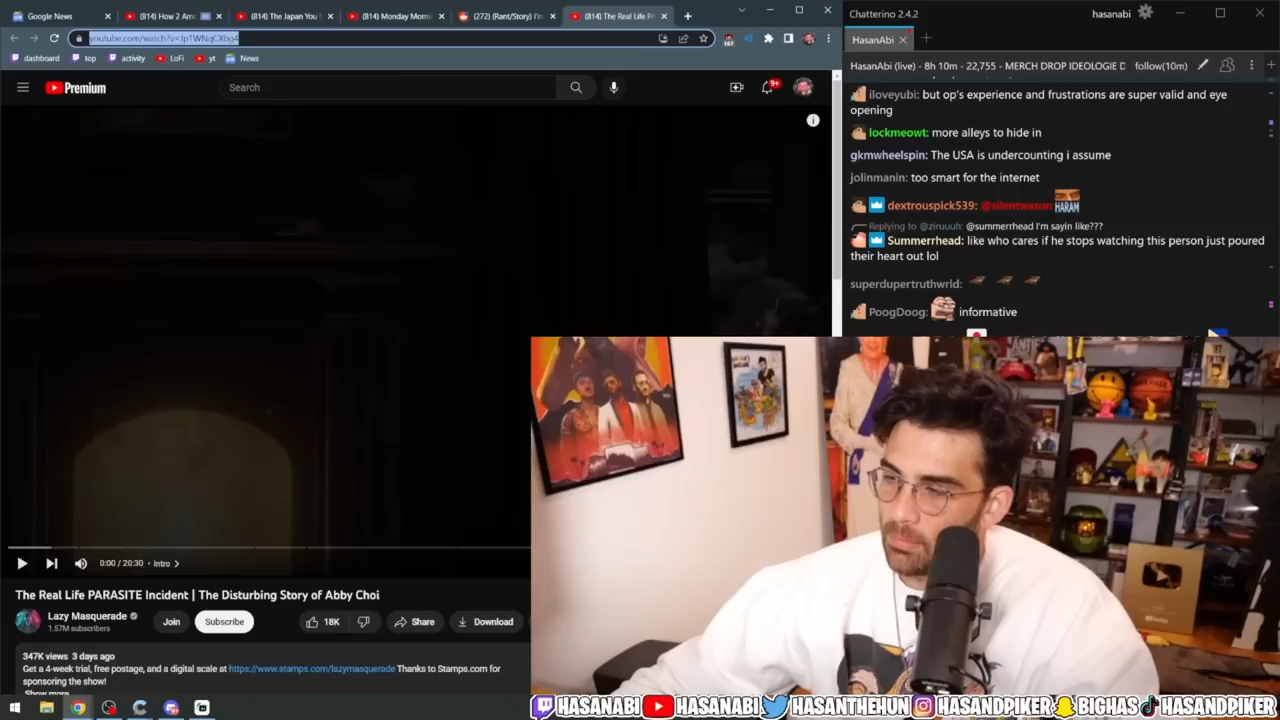 Google News
(814) How 2 Am
(814) The Japan You
(814) Monday Morni
(272) (Rant/Story) I'm
(814) The Real Life P
youtube.com/watch?v=Jp1WNqCXbg4
dashboard
top
activity
LoFi
yt
News
Premium
Search
9+
0:00 / 20:30 • Intro
The Real Life PARASITE Incident | The Disturbing Story of Abby Choi
Lazy Masquerade
1.57M subscribers
Join
Subscribe
18K
Share
Download
347K views 3 days ago
Get a 4-week trial, free postage, and a digital scale at https://www.stamps.com/lazymasquerade Thanks to Stamps.com for
sponsoring the show!
Show more
Chatterino 2.4.2
hasanabi
HasanAbi
HasanAbi (live) - 8h 10m - 22,755 - MERCH DROP IDEOLOGIE D
follow(10m)
iloveyubi: but op's experience and frustrations are super valid and eye
opening
lockmeowt: more alleys to hide in
gkmwheelspin: The USA is undercounting i assume
jolinmanin: too smart for the internet
dextrouspick539: @silentwason HARAM
Replying to @ziruuuh: @summerrhead I'm sayin like???
Summerhead: like who cares if he stops watching this person just poured
their heart out lol
superdupertruthwrld:
PoogDoog: informative
HASANABI HASANABI HASANTHEHUN HASANDPIKER BIGHAS HASANDPIKER